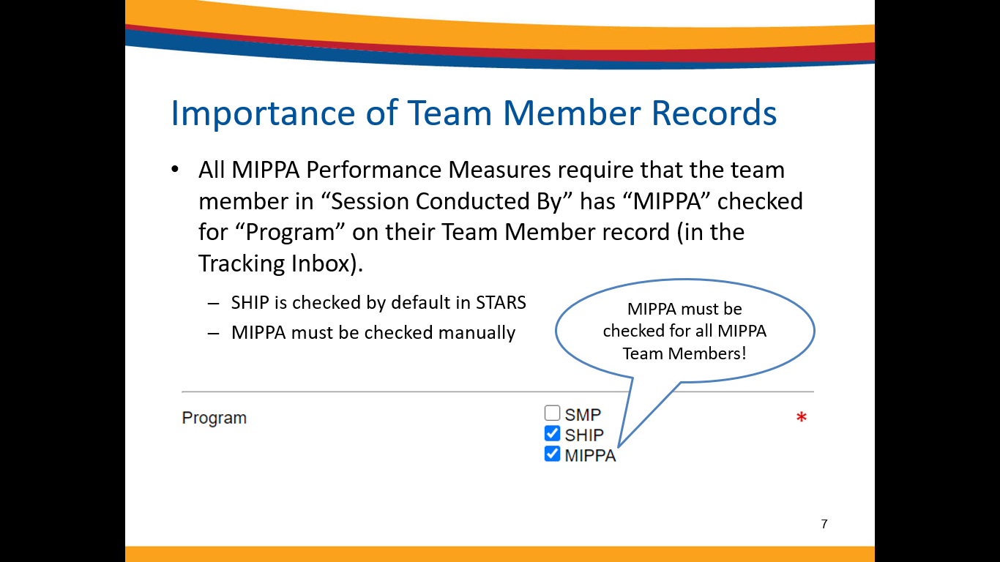 Importance of Team Member Records
• All MIPPA Performance Measures require that the team
member in “Session Conducted By” has “MIPPA” checked
for “Program” on their Team Member record (in the
Tracking Inbox).
– SHIP is checked by default in STARS
– MIPPA must be checked manually
MIPPA must be
checked for all MIPPA
Team Members!
Program
SMP
SHIP
MIPPA
*
7